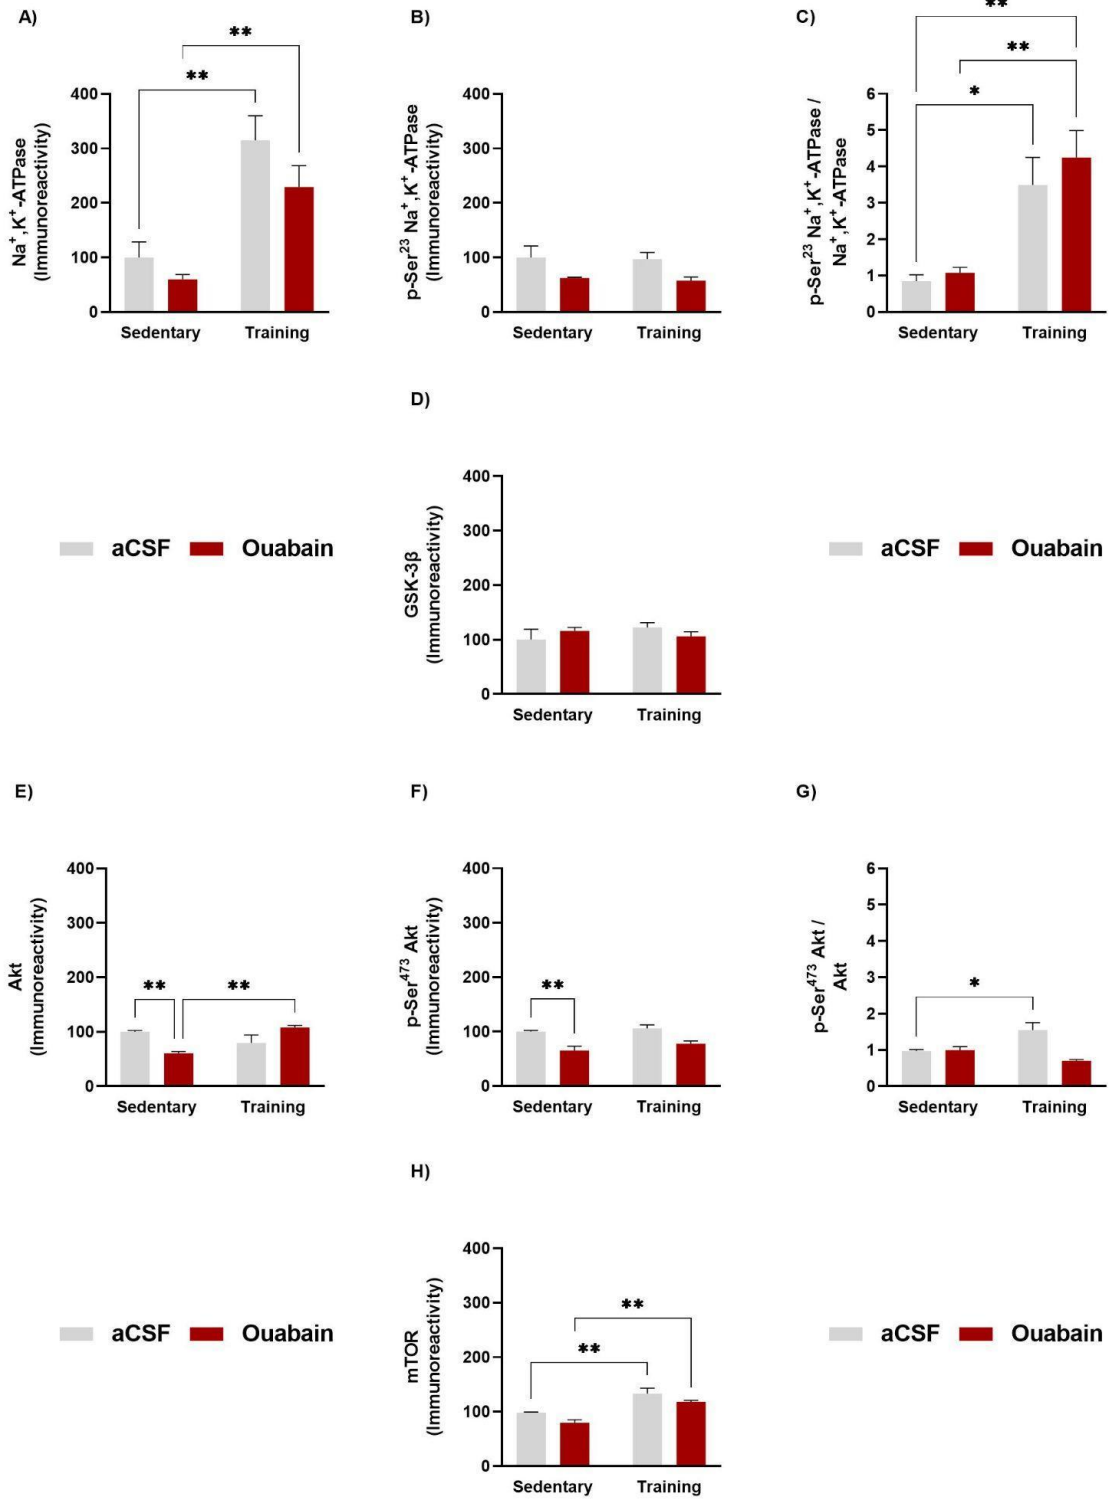 A)
**
**
400
300
200
100
0
Na⁺,K⁺-ATPase
(Immunoreactivity)
Sedentary Training
B)
400
300
200
100
0
p-Ser²³ Na⁺,K⁺-ATPase
(Immunoreactivity)
Sedentary Training
C)
**
**
*
6
5
4
3
2
1
0
p-Ser²³ Na⁺,K⁺-ATPase /
Na⁺,K⁺-ATPase
Sedentary Training
D)
400
300
200
100
0
GSK-3β
(Immunoreactivity)
Sedentary Training
aCSF Ouabain
aCSF Ouabain
E)
400
300
200
100
0
**
**
Akt
(Immunoreactivity)
Sedentary Training
F)
400
300
200
100
0
**
p-Ser⁴⁷³ Akt
(Immunoreactivity)
Sedentary Training
G)
6
5
4
3
2
1
0
*
p-Ser⁴⁷³ Akt /
Akt
Sedentary Training
H)
400
300
200
100
0
**
**
mTOR
(Immunoreactivity)
Sedentary Training
aCSF Ouabain
aCSF Ouabain